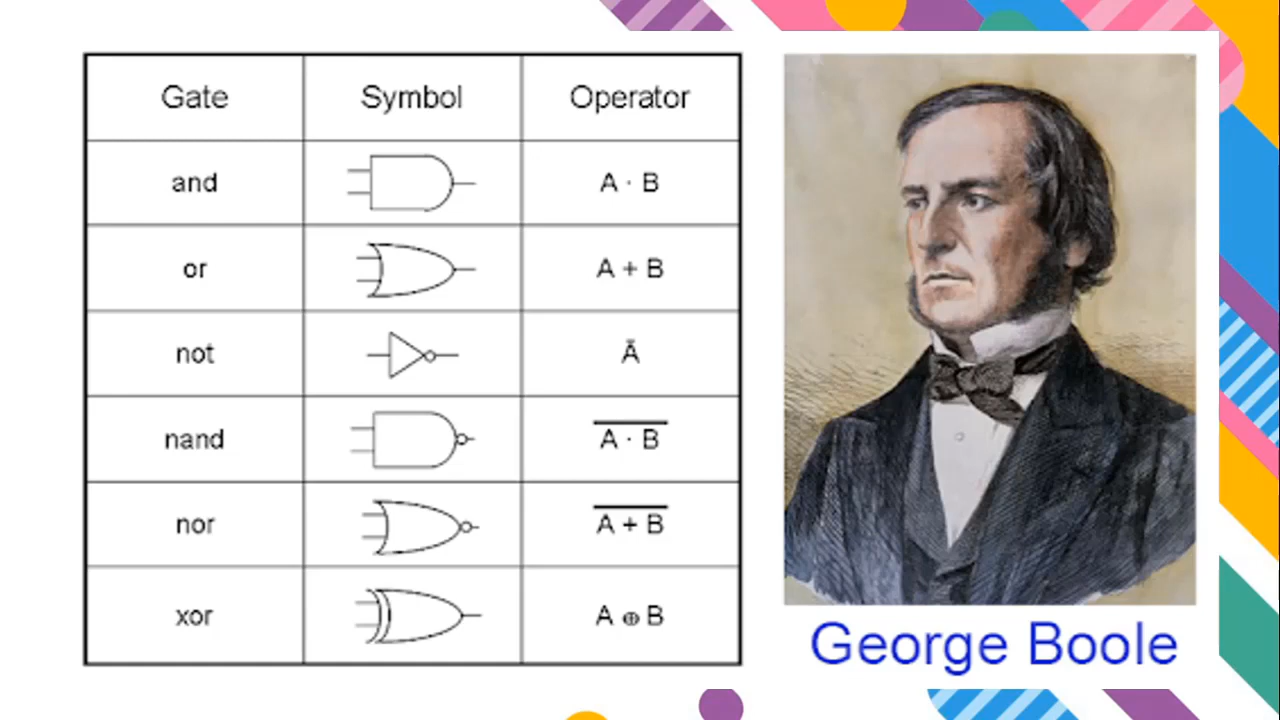 Gate Symbol Operator
and A · B
or A + B
not Ā
nand A̅ ̅·̅ ̅B̅
nor A̅ ̅+̅ ̅B̅
xor A ⊕ B
George Boole